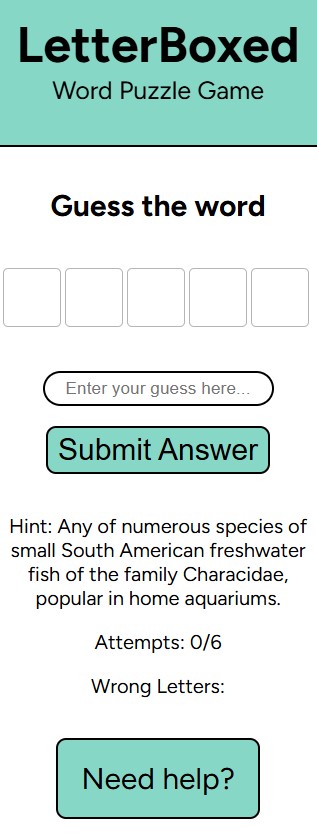 LetterBoxed
Word Puzzle Game
Guess the word
Enter your guess here...
Submit Answer
Hint: Any of numerous species of
small South American freshwater
fish of the family Characidae,
popular in home aquariums.
Attempts: 0/6
Wrong Letters:
Need help?